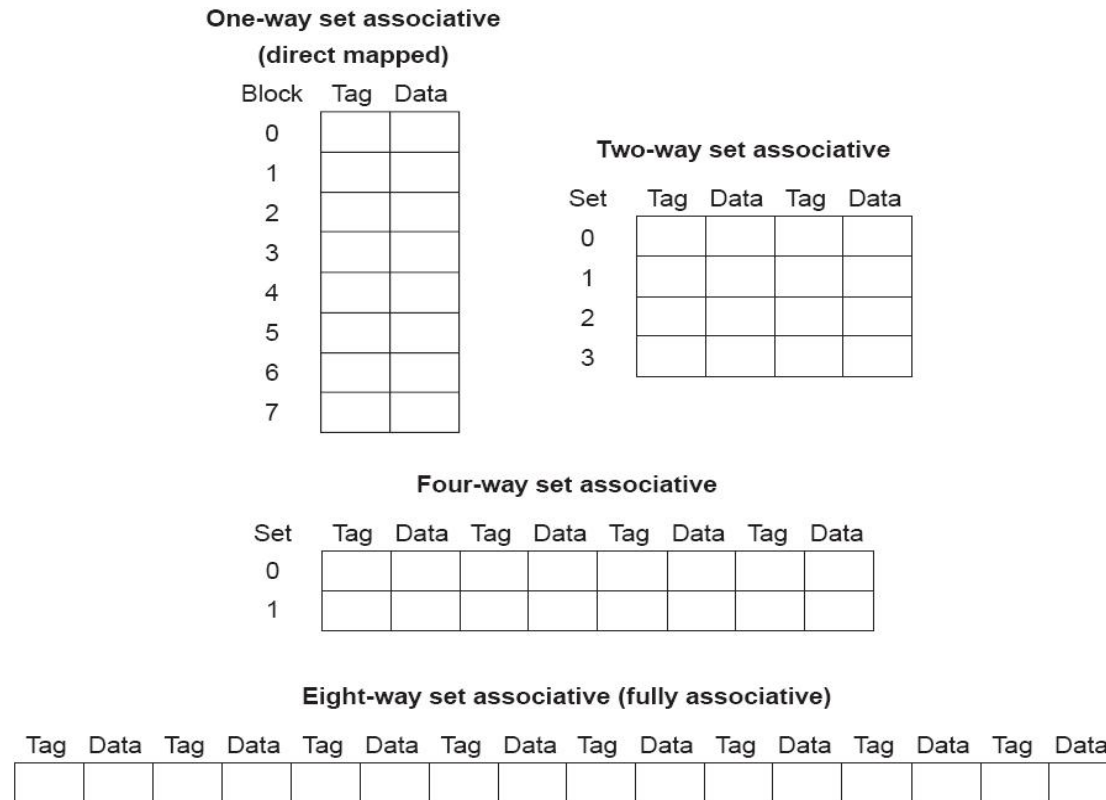 One-way set associative
(direct mapped)
Block Tag Data
0
1
2
3
4
5
6
7
Two-way set associative
Set Tag Data Tag Data
0
1
2
3
Four-way set associative
Set Tag Data Tag Data Tag Data Tag Data
0
1
Eight-way set associative (fully associative)
Tag Data Tag Data Tag Data Tag Data Tag Data Tag Data Tag Data Tag Data